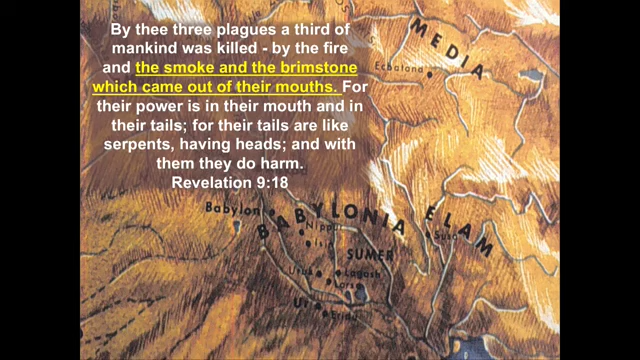 By thee three plagues a third of
mankind was killed - by the fire
and the smoke and the brimstone
which came out of their mouths. For
their power is in their mouth and in
their tails; for their tails are like
serpents, having heads; and with
them they do harm.
Revelation 9:18
MEDIA
Ecbatana
Babylon
BABYLONIA
ELAM
Nippur
Isin
Susa
SUMER
Uruk
Lagash
Larsa
Ur
Eridu